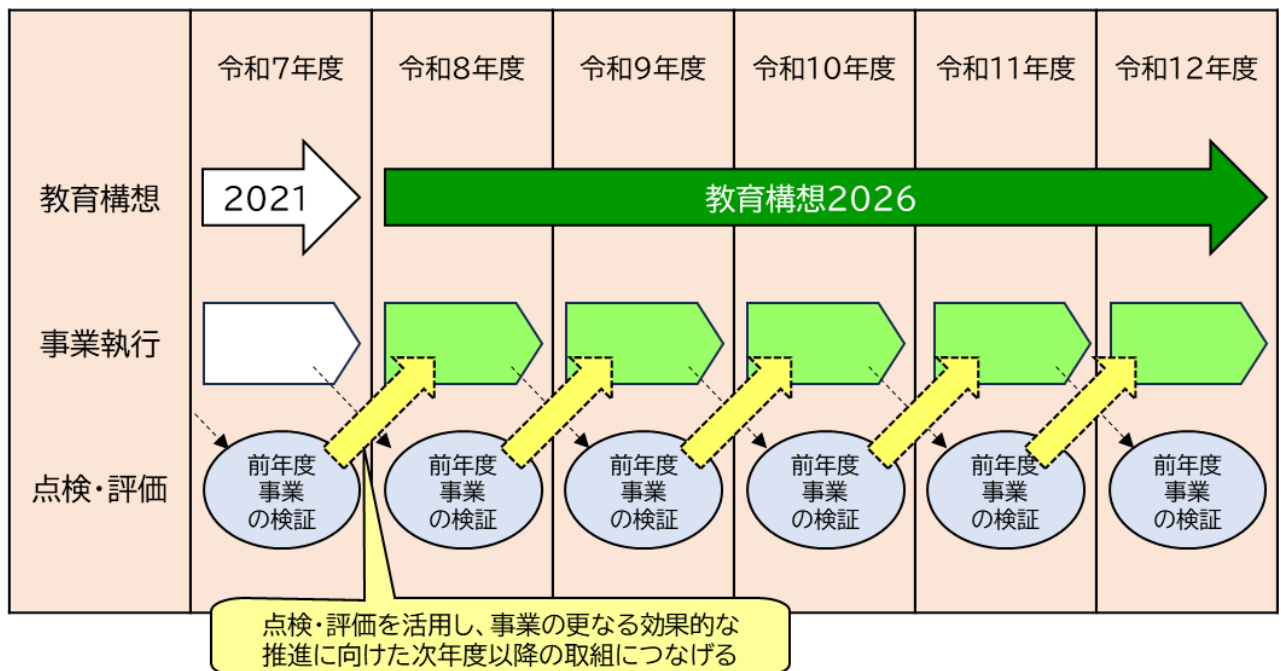 令和7年度
令和8年度
令和9年度
令和10年度
令和11年度
令和12年度
教育構想
2021
教育構想2026
事業執行
点検・評価
前年度
事業
の検証
前年度
事業
の検証
前年度
事業
の検証
前年度
事業
の検証
前年度
事業
の検証
前年度
事業
の検証
点検・評価を活用し、事業の更なる効果的な
推進に向けた次年度以降の取組につなげる